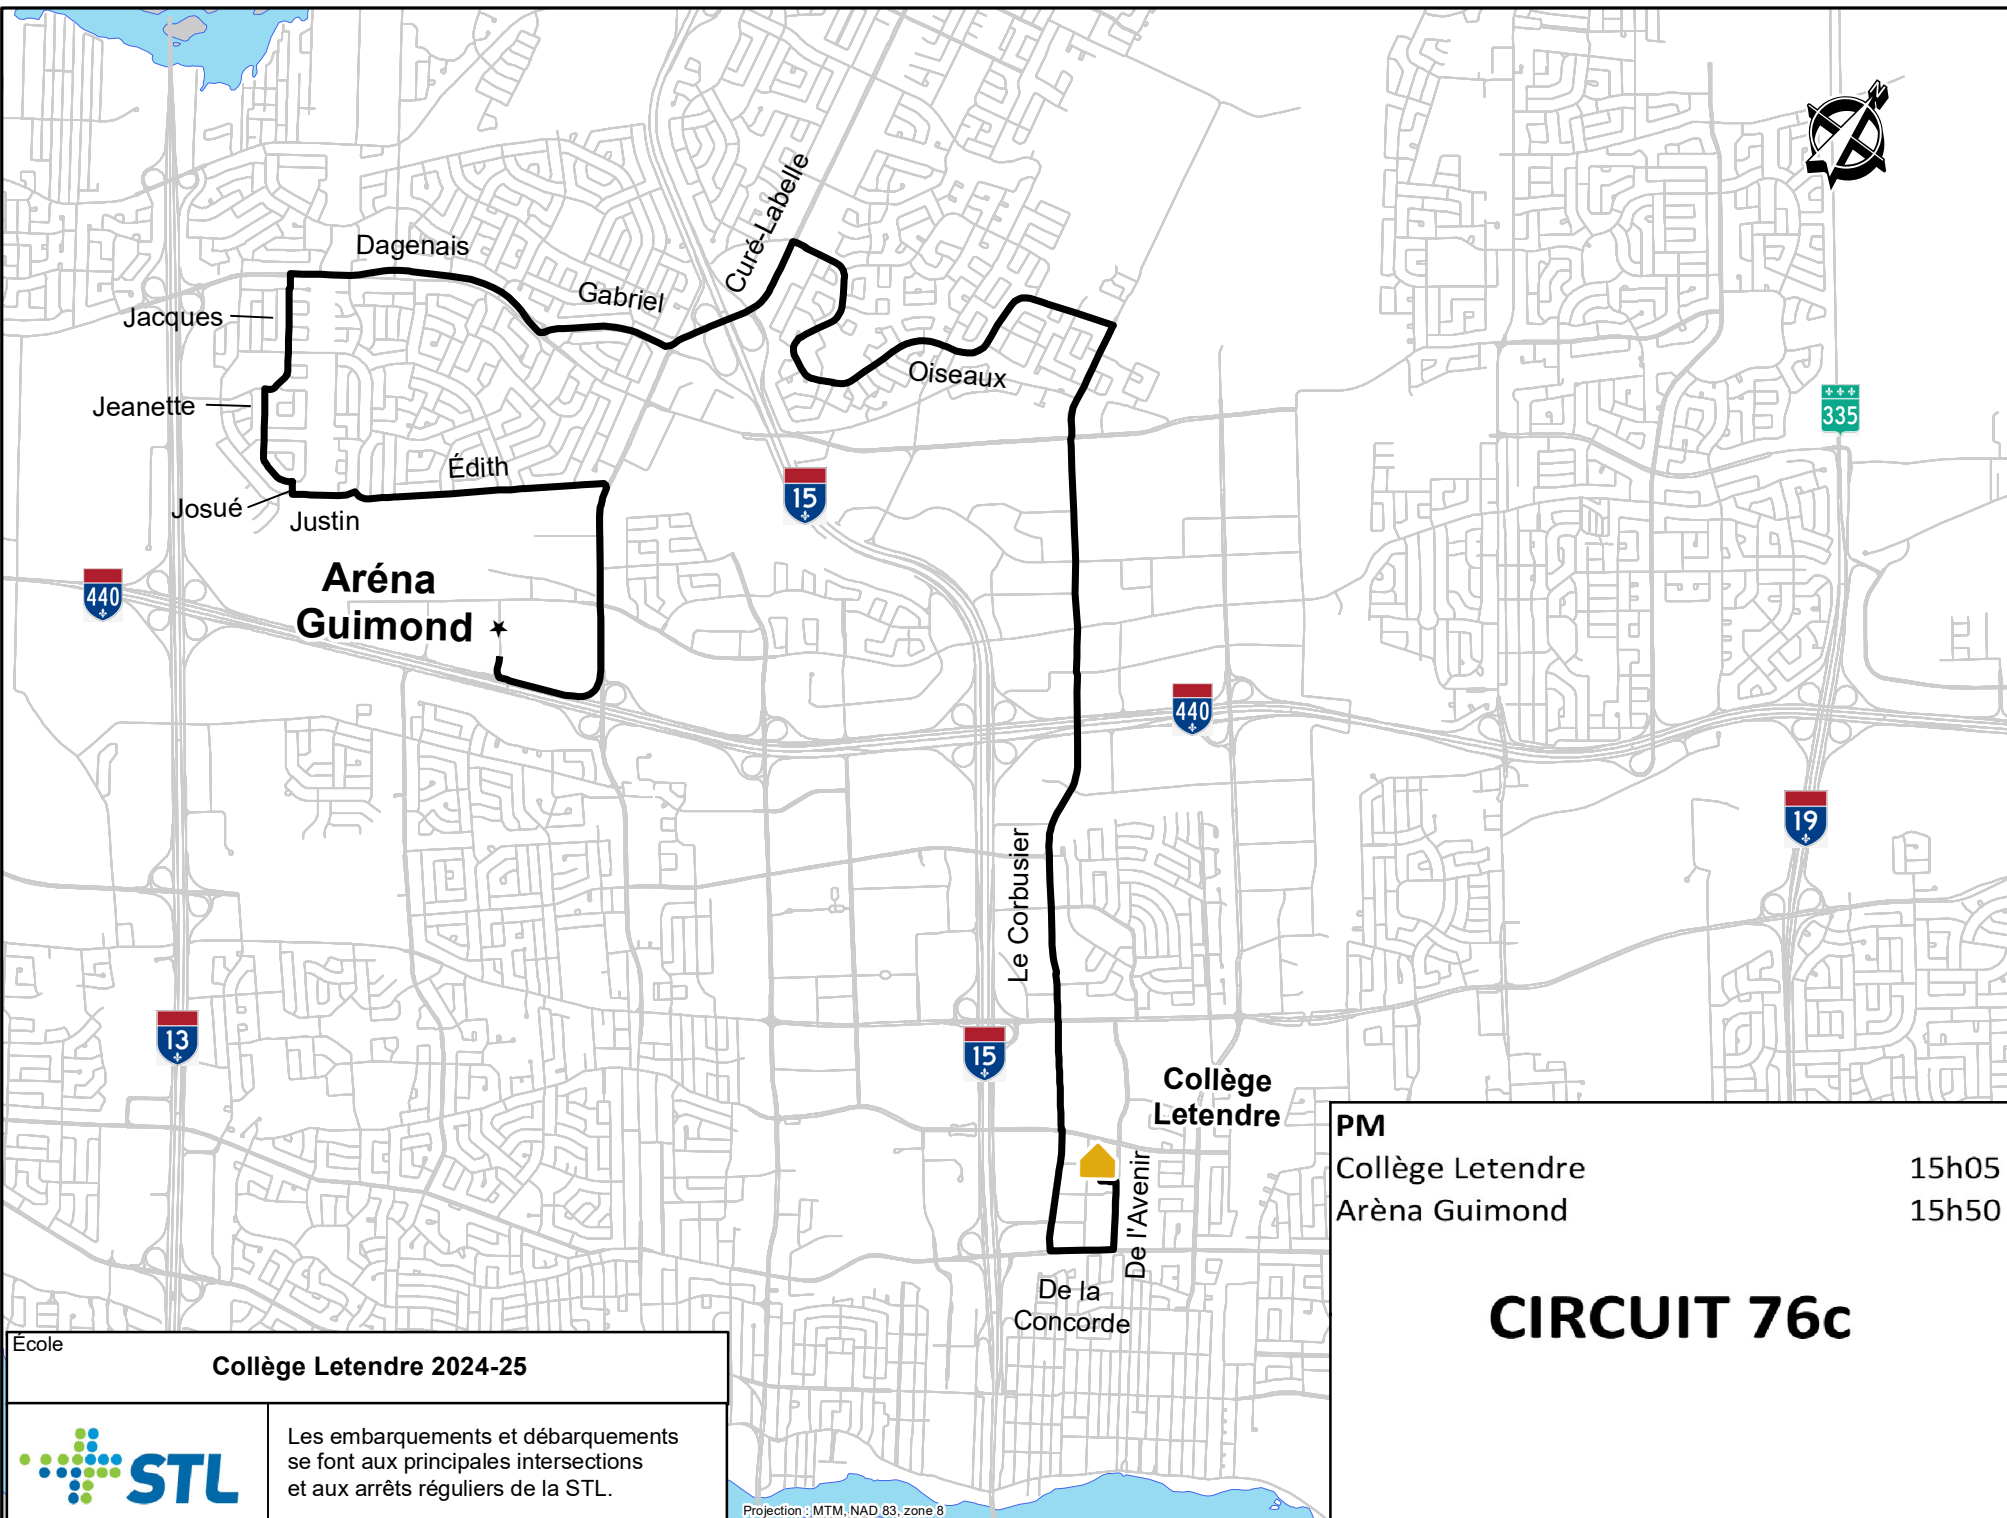 Dagenais
Curé-Labelle
Gabriel
Jacques
Oiseaux
Jeanette
335
Édith
15
Josué
Justin
Aréna
Guimond
440
440
19
Le Corbusier
13
15
Collège
Letendre
De l'Avenir
De la
Concorde
PM
Collège Letendre 15h05
Arèna Guimond 15h50
CIRCUIT 76c
École
Collège Letendre 2024-25
STL
Les embarquements et débarquements
se font aux principales intersections
et aux arrêts réguliers de la STL.
Projection : MTM, NAD 83, zone 8
N